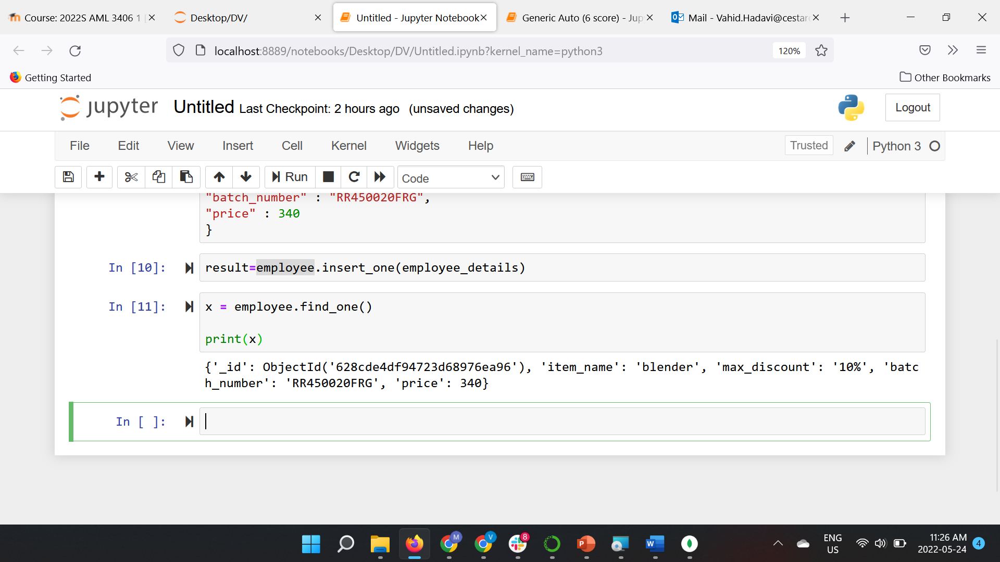 Course: 2022S AML 3406 1
Desktop/DV/
Untitled - Jupyter Notebook
Generic Auto (6 score) - Jup
Mail - Vahid.Hadavi@cestar
localhost:8889/notebooks/Desktop/DV/Untitled.ipynb?kernel_name=python3
120%
Getting Started
Other Bookmarks
jupyter
Untitled Last Checkpoint: 2 hours ago (unsaved changes)
Logout
File Edit View Insert Cell Kernel Widgets Help
Trusted
Python 3
Run
Code
"batch_number" : "RR450020FRG",
"price" : 340
}
In [10]: result=employee.insert_one(employee_details)
In [11]: x = employee.find_one()
print(x)
{'_id': ObjectId('628cde4df94723d68976ea96'), 'item_name': 'blender', 'max_discount': '10%', 'batc
h_number': 'RR450020FRG', 'price': 340}
In [ ]:
M
V
8
P
W
ENG
US
11:26 AM
2022-05-24
4